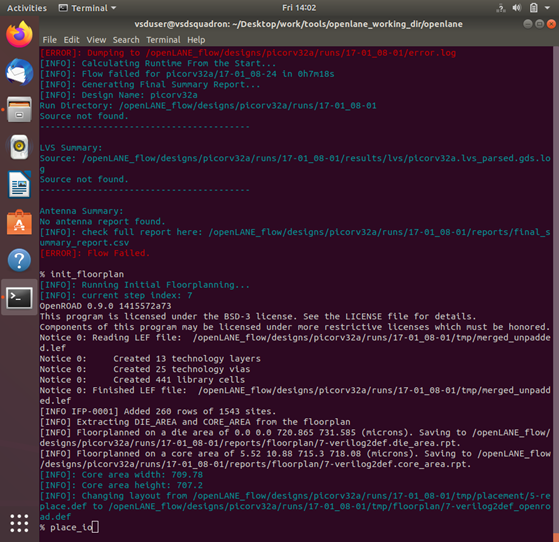 Activities
Terminal
Fri 14:02
vsduser@vsdsquadron: ~/Desktop/work/tools/openlane_working_dir/openlane
File Edit View Search Terminal Help
[ERROR]: Dumping to /openLANE_flow/designs/picorv32a/runs/17-01_08-01/error.log
[INFO]: Calculating Runtime From the Start...
[INFO]: Flow failed for picorv32a/17-01_08-24 in 0h7m18s
[INFO]: Generating Final Summary Report...
[INFO]: Design Name: picorv32a
Run Directory: /openLANE_flow/designs/picorv32a/runs/17-01_08-01
Source not found.
----------------------------------------
LVS Summary:
Source: /openLANE_flow/designs/picorv32a/runs/17-01_08-01/results/lvs/picorv32a.lvs_parsed.gds.lo
g
Source not found.
----------------------------------------
Antenna Summary:
No antenna report found.
[INFO]: check full report here: /openLANE_flow/designs/picorv32a/runs/17-01_08-01/reports/final_s
ummary_report.csv
[ERROR]: Flow Failed.
% init_floorplan
[INFO]: Running Initial Floorplanning...
[INFO]: current step index: 7
OpenROAD 0.9.0 1415572a73
This program is licensed under the BSD-3 license. See the LICENSE file for details.
Components of this program may be licensed under more restrictive licenses which must be honored.
Notice 0: Reading LEF file:  /openLANE_flow/designs/picorv32a/runs/17-01_08-01/tmp/merged_unpadde
d.lef
Notice 0:     Created 13 technology layers
Notice 0:     Created 25 technology vias
Notice 0:     Created 441 library cells
Notice 0: Finished LEF file:  /openLANE_flow/designs/picorv32a/runs/17-01_08-01/tmp/merged_unpadd
ed.lef
[INFO IFP-0001] Added 260 rows of 1543 sites.
[INFO] Extracting DIE_AREA and CORE_AREA from the floorplan
[INFO] Floorplanned on a die area of 0.0 0.0 720.865 731.585 (microns). Saving to /openLANE_flow/
designs/picorv32a/runs/17-01_08-01/reports/floorplan/7-verilog2def.die_area.rpt.
[INFO] Floorplanned on a core area of 5.52 10.88 715.3 718.08 (microns). Saving to /openLANE_flow
/designs/picorv32a/runs/17-01_08-01/reports/floorplan/7-verilog2def.core_area.rpt.
[INFO]: Core area width: 709.78
[INFO]: Core area height: 707.2
[INFO]: Changing layout from /openLANE_flow/designs/picorv32a/runs/17-01_08-01/tmp/placement/5-re
place.def to /openLANE_flow/designs/picorv32a/runs/17-01_08-01/tmp/floorplan/7-verilog2def_openro
ad.def
% place_io